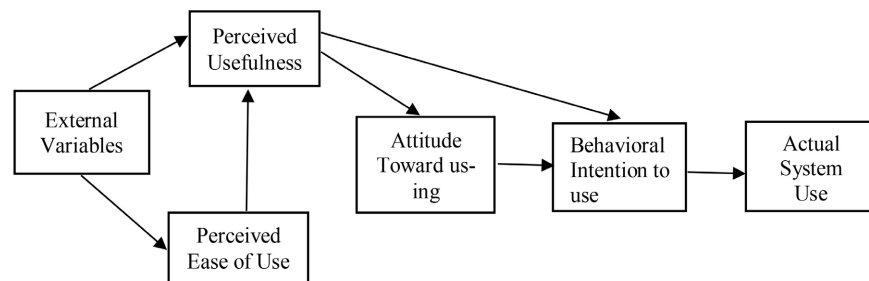 Perceived
Usefulness
External
Variables
Attitude
Toward us-
ing
Behavioral
Intention to
use
Actual
System
Use
Perceived
Ease of Use